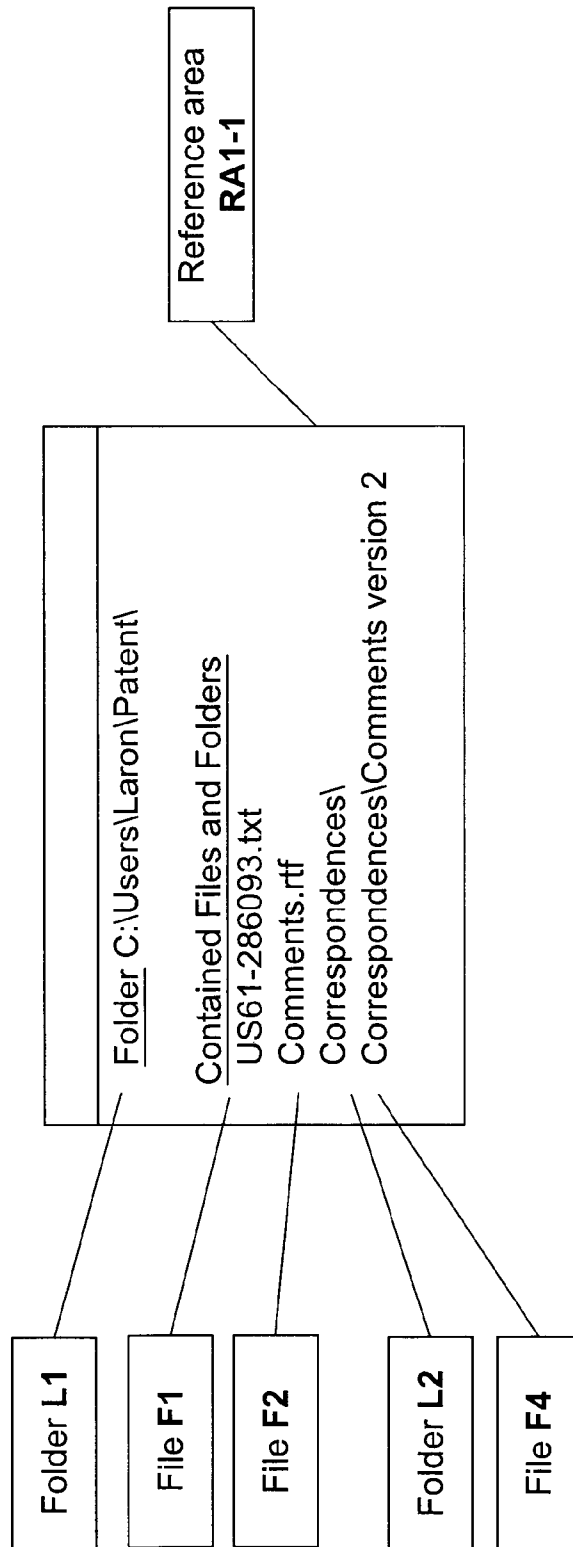 Folder L1
File F1
File F2
Folder L2
File F4
Folder C:\Users\Laron\Patent\
Contained Files and Folders
US61-286093.txt
Comments.rtf
Correspondences\
Correspondences\Comments version 2
Reference area
RA1-1